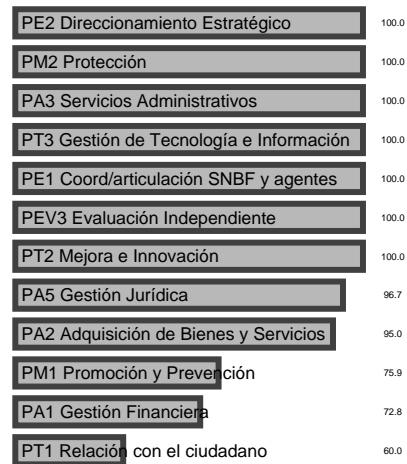 PE2 Direccionamiento Estratégico 100.0
PM2 Protección 100.0
PA3 Servicios Administrativos 100.0
PT3 Gestión de Tecnología e Información 100.0
PE1 Coord/articulación SNBF y agentes 100.0
PEV3 Evaluación Independiente 100.0
PT2 Mejora e Innovación 100.0
PA5 Gestión Jurídica 96.7
PA2 Adquisición de Bienes y Servicios 95.0
PM1 Promoción y Prevención 75.9
PA1 Gestión Financiera 72.8
PT1 Relación con el ciudadano 60.0